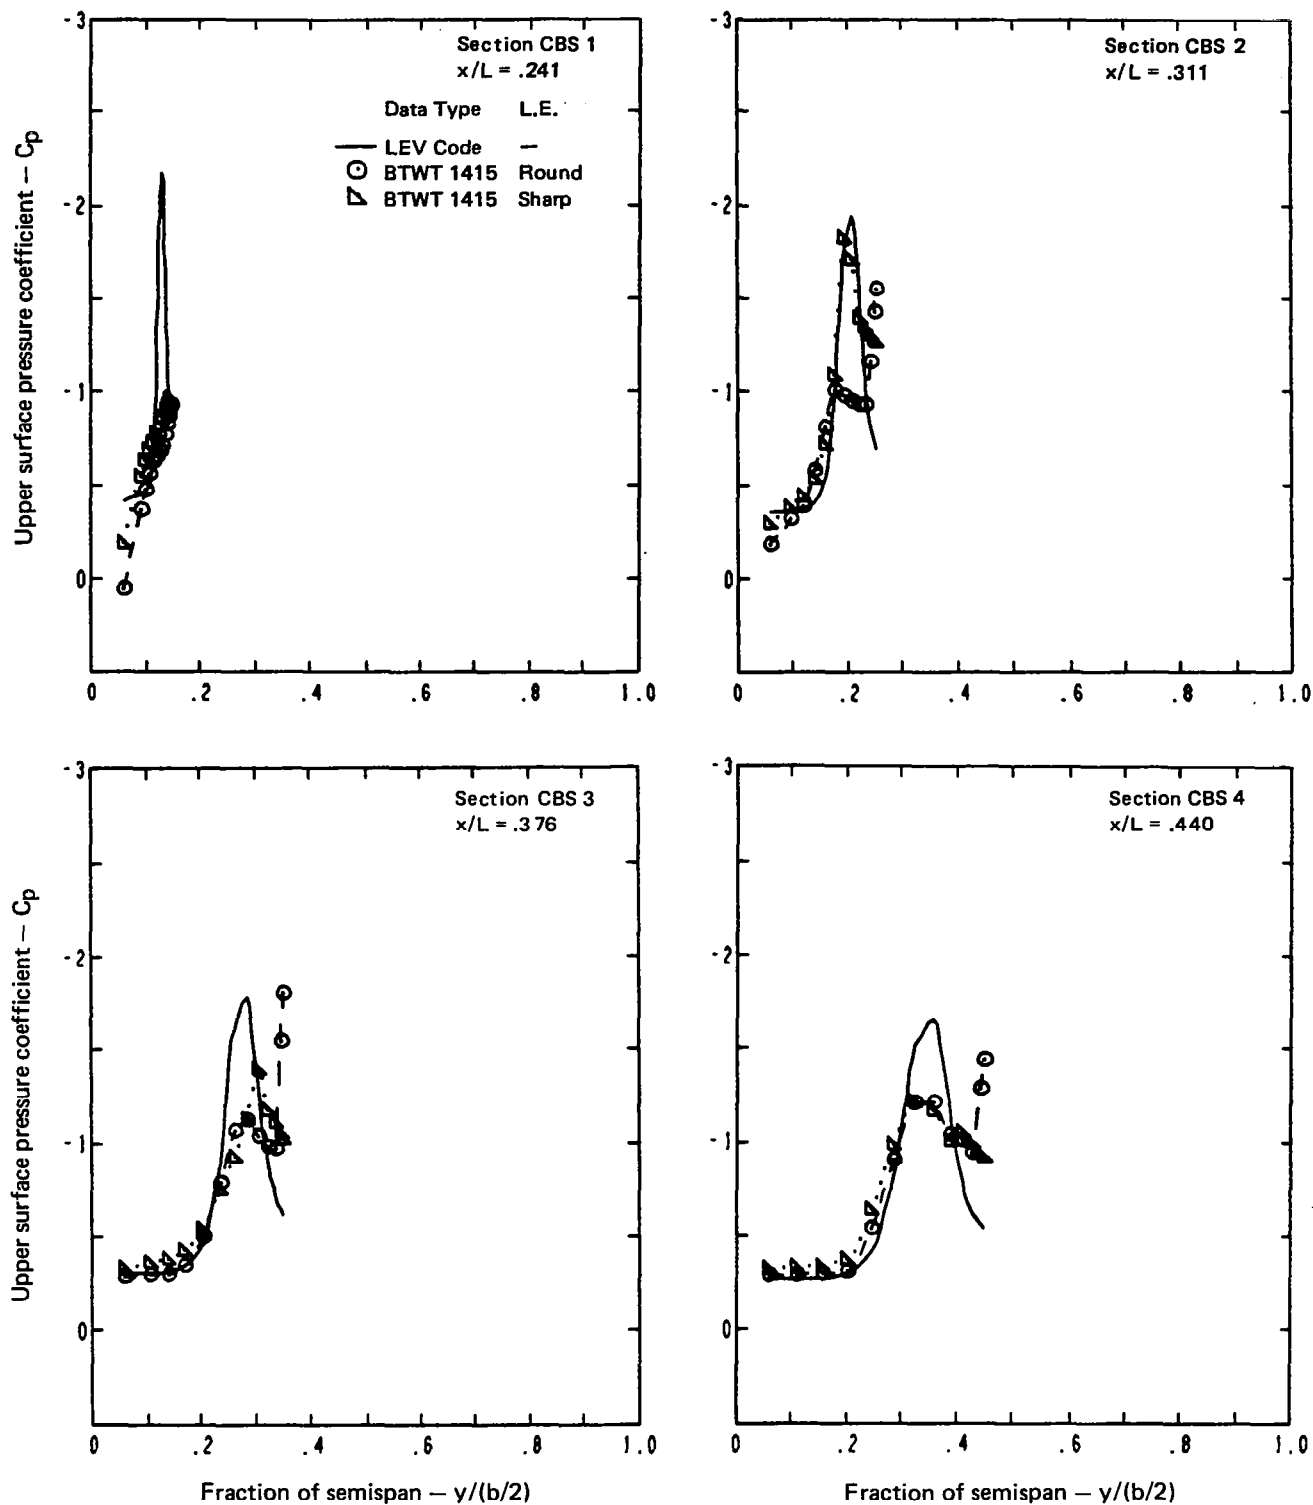 Section CBS 1
x/L = .241
Data Type L.E.
LEV Code –
BTWT 1415 Round
BTWT 1415 Sharp
-3
-2
-1
0
Upper surface pressure coefficient – Cp
0 .2 .4 .6 .8 1.0
Section CBS 2
x/L = .311
-3
-2
-1
0
0 .2 .4 .6 .8 1.0
Section CBS 3
x/L = .376
-3
-2
-1
0
Upper surface pressure coefficient – Cp
0 .2 .4 .6 .8 1.0
Fraction of semispan – y/(b/2)
Section CBS 4
x/L = .440
-3
-2
-1
0
0 .2 .4 .6 .8 1.0
Fraction of semispan – y/(b/2)